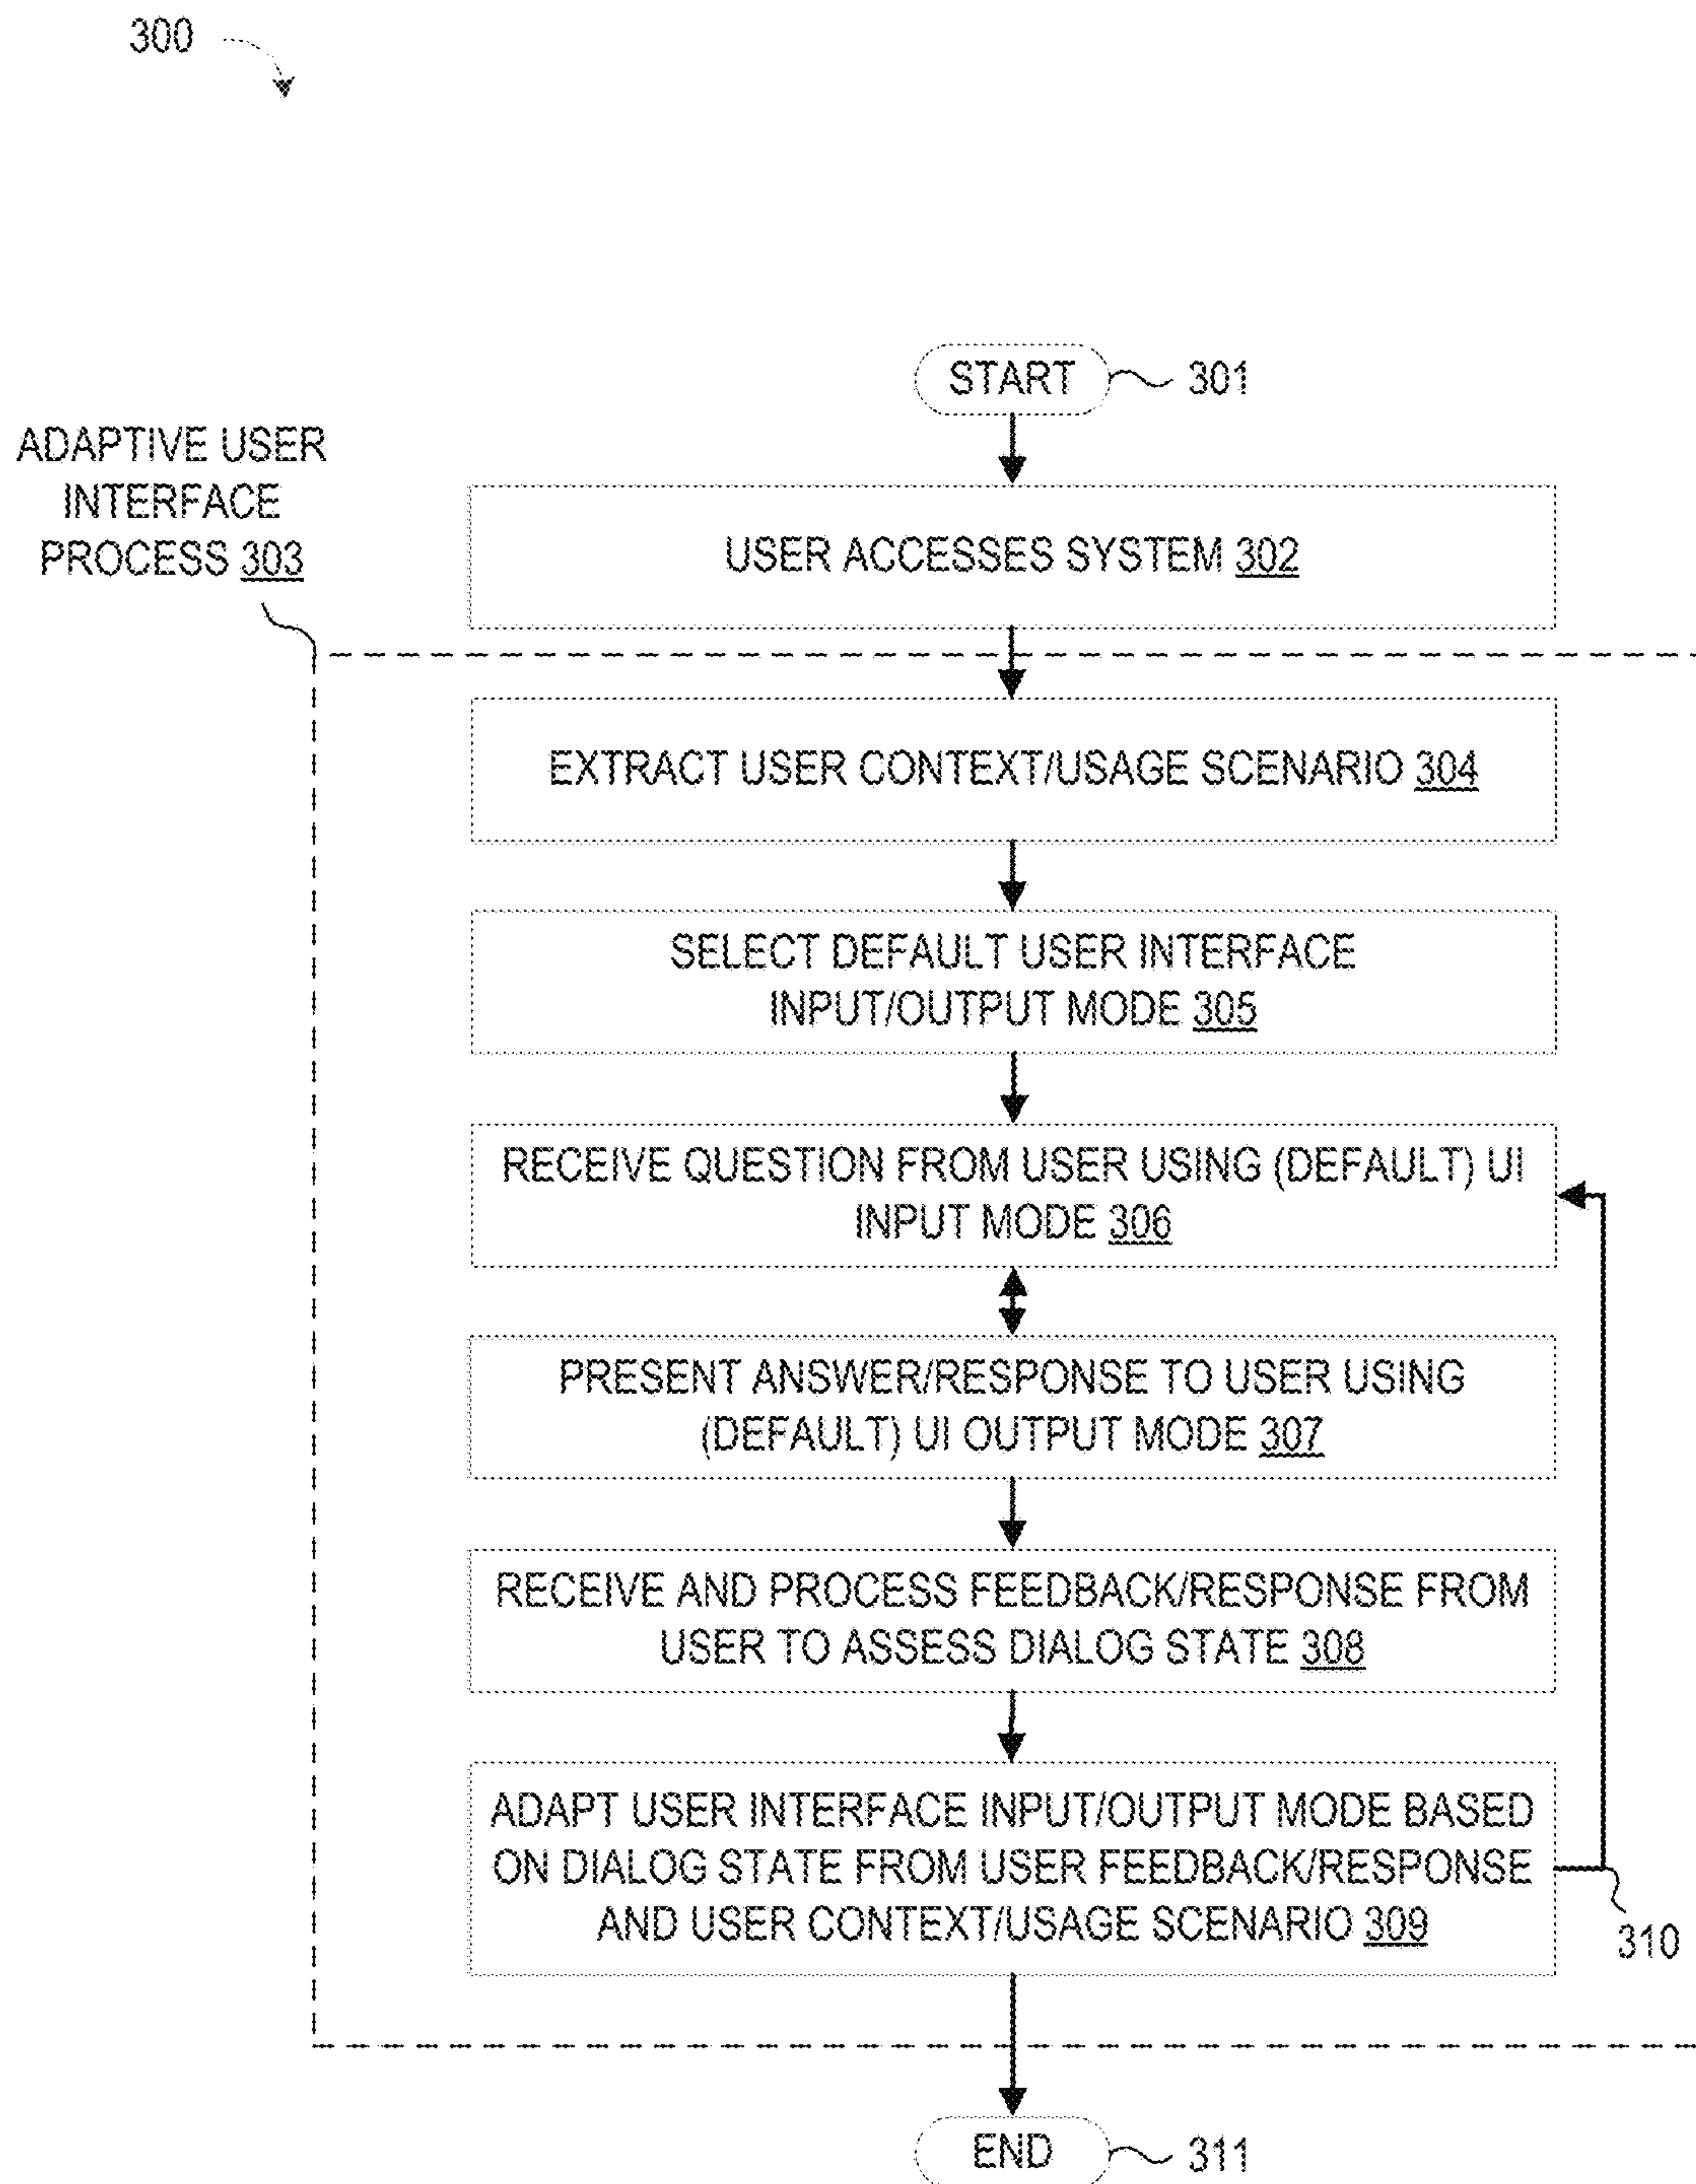 300
START 301
ADAPTIVE USER
INTERFACE
PROCESS 303
USER ACCESSES SYSTEM 302
EXTRACT USER CONTEXT/USAGE SCENARIO 304
SELECT DEFAULT USER INTERFACE
INPUT/OUTPUT MODE 305
RECEIVE QUESTION FROM USER USING (DEFAULT) UI
INPUT MODE 306
PRESENT ANSWER/RESPONSE TO USER USING
(DEFAULT) UI OUTPUT MODE 307
RECEIVE AND PROCESS FEEDBACK/RESPONSE FROM
USER TO ASSESS DIALOG STATE 308
ADAPT USER INTERFACE INPUT/OUTPUT MODE BASED
ON DIALOG STATE FROM USER FEEDBACK/RESPONSE
AND USER CONTEXT/USAGE SCENARIO 309
310
END 311